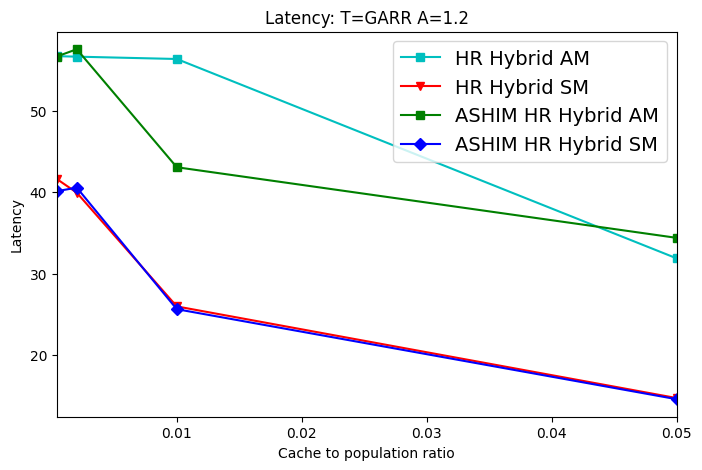 Latency: T=GARR A=1.2
HR Hybrid AM
HR Hybrid SM
ASHIM HR Hybrid AM
ASHIM HR Hybrid SM
Latency
50
40
30
20
0.01 0.02 0.03 0.04 0.05
Cache to population ratio